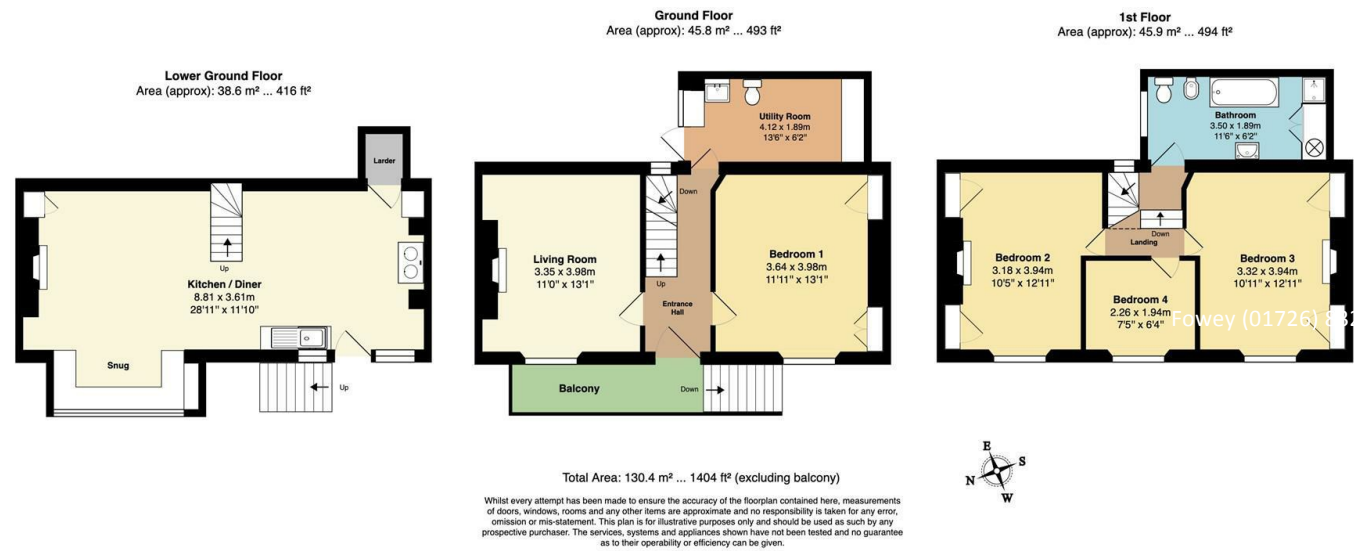 Lower Ground Floor
Area (approx): 38.6 m² ... 416 ft²
Larder
Up
Kitchen / Diner
8.81 x 3.61m
28'11" x 11'10"
Snug
Up
Ground Floor
Area (approx): 45.8 m² ... 493 ft²
Utility Room
4.12 x 1.89m
13'6" x 6'2"
Down
Living Room
3.35 x 3.98m
11'0" x 13'1"
Up
Entrance
Hall
Bedroom 1
3.64 x 3.98m
11'11" x 13'1"
Balcony
Down
1st Floor
Area (approx): 45.9 m² ... 494 ft²
Bathroom
3.50 x 1.89m
11'6" x 6'2"
Down
Landing
Bedroom 2
3.18 x 3.94m
10'5" x 12'11"
Bedroom 3
3.32 x 3.94m
10'11" x 12'11"
Bedroom 4
2.26 x 1.94m
7'5" x 6'4"
Fowey (01726) 832
E
S
N
W
Total Area: 130.4 m² ... 1404 ft² (excluding balcony)
Whilst every attempt has been made to ensure the accuracy of the floorplan contained here, measurements
of doors, windows, rooms and any other items are approximate and no responsibility is taken for any error,
omission or mis-statement. This plan is for illustrative purposes only and should be used as such by any
prospective purchaser. The services, systems and appliances shown have not been tested and no guarantee
as to their operability or efficiency can be given.